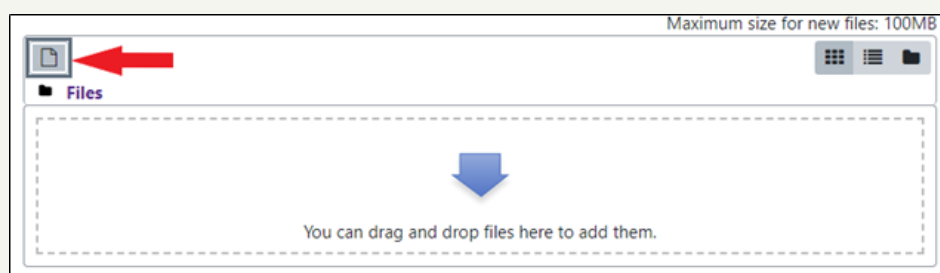 Maximum size for new files: 100MB
Files
You can drag and drop files here to add them.